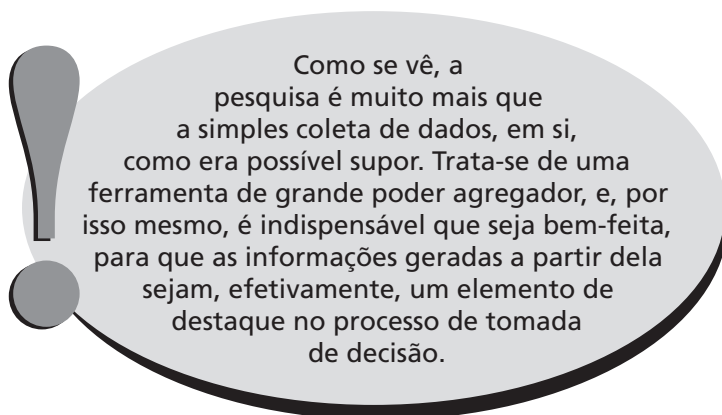 Como se vê, a
pesquisa é muito mais que
a simples coleta de dados, em si,
como era possível supor. Trata-se de uma
ferramenta de grande poder agregador, e, por
isso mesmo, é indispensável que seja bem-feita,
para que as informações geradas a partir dela
sejam, efetivamente, um elemento de
destaque no processo de tomada
de decisão.